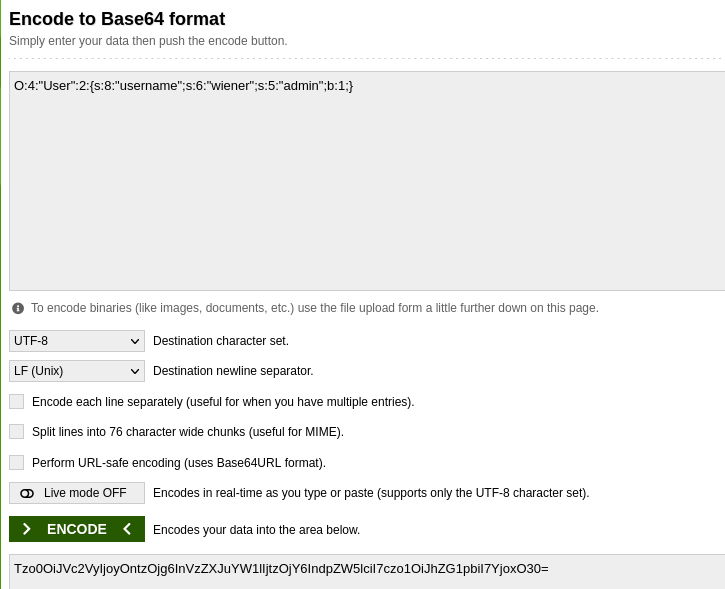 Encode to Base64 format
Simply enter your data then push the encode button.
O:4:"User":2:{s:8:"username";s:6:"wiener";s:5:"admin";b:1;}
To encode binaries (like images, documents, etc.) use the file upload form a little further down on this page.
UTF-8 Destination character set.
LF (Unix) Destination newline separator.
Encode each line separately (useful for when you have multiple entries).
Split lines into 76 character wide chunks (useful for MIME).
Perform URL-safe encoding (uses Base64URL format).
Live mode OFF Encodes in real-time as you type or paste (supports only the UTF-8 character set).
> ENCODE < Encodes your data into the area below.
Tzo0OiJVc2VyIjoyOntzOjg6InVzZXJuYW1lIjtzOjY6IndpZW5lciI7czo1OiJhZG1pbiI7YjoxO30=